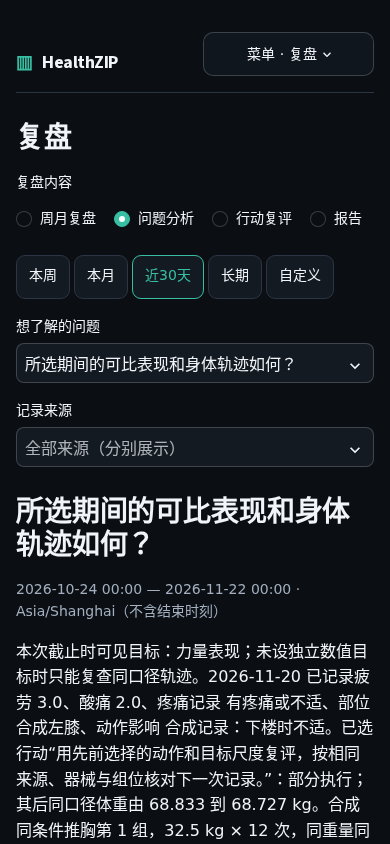 HealthZIP
菜单 · 复盘
复盘
复盘内容
周月复盘 问题分析 行动复评 报告
本周 本月 近30天 长期 自定义
想了解的问题
所选期间的可比表现和身体轨迹如何？
记录来源
全部来源（分别展示）
所选期间的可比表现和身体
轨迹如何？
2026-10-24 00:00 — 2026-11-22 00:00 ·
Asia/Shanghai（不含结束时刻）
本次截止时可见目标：力量表现；未设独立数值目
标时只能复查同口径轨迹。2026-11-20 已记录疲
劳 3.0、酸痛 2.0、疼痛记录 有疼痛或不适、部位
合成左膝、动作影响 合成记录：下楼时不适。已选
行动“用先前选择的动作和目标尺度复评，按相同
来源、器械与组位核对下一次记录。”：部分执行；
其后同口径体重由 68.833 到 68.727 kg。合成
同条件推胸第 1 组，32.5 kg × 12 次，同重量同